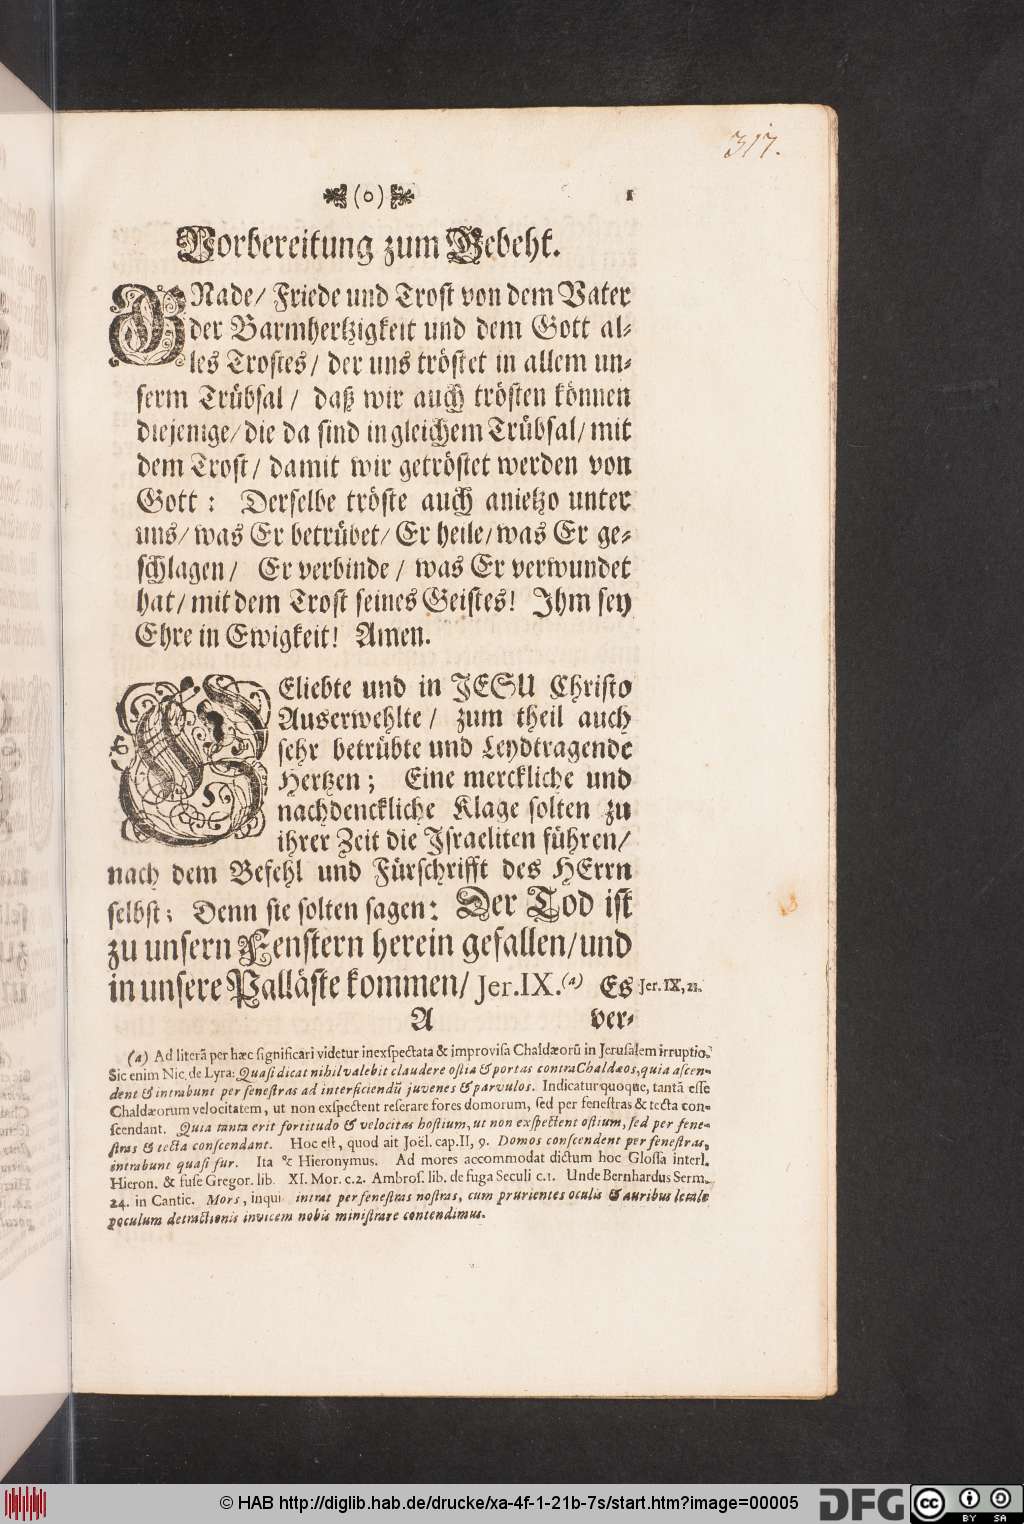 317.
(o) 1
Vorbereitung zum Gebeht.
GNade/ Friede und Trost von dem Vater
der Barmhertzigkeit und dem Gott al-
les Trostes/ der uns tröstet in allem un-
serm Trübsal/ daß wir auch trösten können
diejenige/ die da sind in gleichem Trübsal/ mit
dem Trost/ damit wir getröstet werden von
Gott: Derselbe tröste auch anietzo unter
uns/ was Er betrübet/ Er heile/ was Er ge-
schlagen/ Er verbinde/ was Er verwundet
hat/ mit dem Trost seines Geistes! Ihm sey
Ehre in Ewigkeit! Amen.
GEliebte und in JESU Christo
Auserwehlte/ zum theil auch
sehr betrübte und Leydtragende
Hertzen; Eine merckliche und
nachdenckliche Klage solten zu
ihrer Zeit die Israeliten führen/
nach dem Befehl und Fürschrifft des HErrn
selbst; Denn sie solten sagen: Der Tod ist
zu unsern Fenstern herein gefallen/ und
in unsere Palläste kommen/ Jer. IX. (a) Es Jer. IX, 21.
A ver-
(a) Ad literã per hæc significari videtur inexspectata & improvisa Chaldæorũ in Jerusalem irruptio.
Sic enim Nic. de Lyra: Quasi dicat nihil valebit claudere ostia & portas contra Chaldæos, quia ascen-
dent & intrabunt per fenestras ad interficiendũ juvenes & parvulos. Indicatur quoque, tantã esse
Chaldæorum velocitatem, ut non exspectent reserare fores domorum, sed per fenestras & tecta con-
scendant. Quia tanta erit fortitudo & velocitas hostium, ut non exspectent ostium, sed per fene-
stras & tecta conscendant. Hoc est, quod ait Joël. cap. II, 9. Domos conscendent per fenestras,
intrabunt quasi fur. Ita & Hieronymus. Ad mores accommodat dictum hoc Glossa interl.
Hieron. & fuse Gregor. lib. XI. Mor. c. 2. Ambros. lib. de fuga Seculi c. 1. Unde Bernhardus Serm.
24. in Cantic. Mors, inqui intrat per fenestras nostras, cum prurientes oculis & auribus letale
poculum detractionis invicem nobis ministrare contendimus.
© HAB http://diglib.hab.de/drucke/xa-4f-1-21b-7s/start.htm?image=00005 DFG cc BY SA